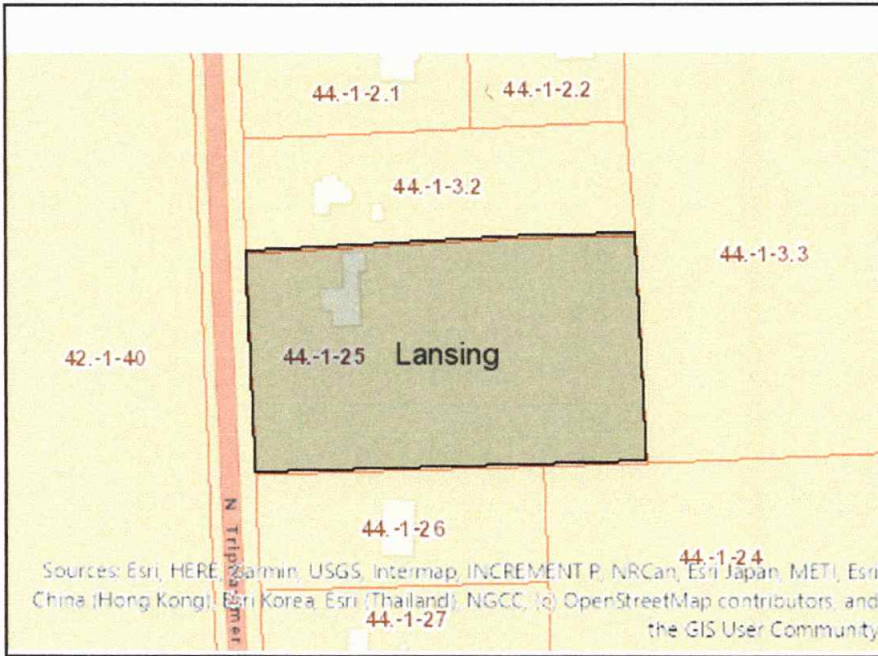 44.-1-2.1
44.-1-2.2
44.-1-3.2
44.-1-3.3
42.-1-40
44.-1-25
Lansing
44.-1-26
44.-1-24
44.-1-27
Sources: Esri, HERE, Garmin, USGS, Intermap, INCREMENT P, NRCan, Esri Japan, METI, Esri
China (Hong Kong), Esri Korea, Esri (Thailand), NGCC, (c) OpenStreetMap contributors, and
the GIS User Community